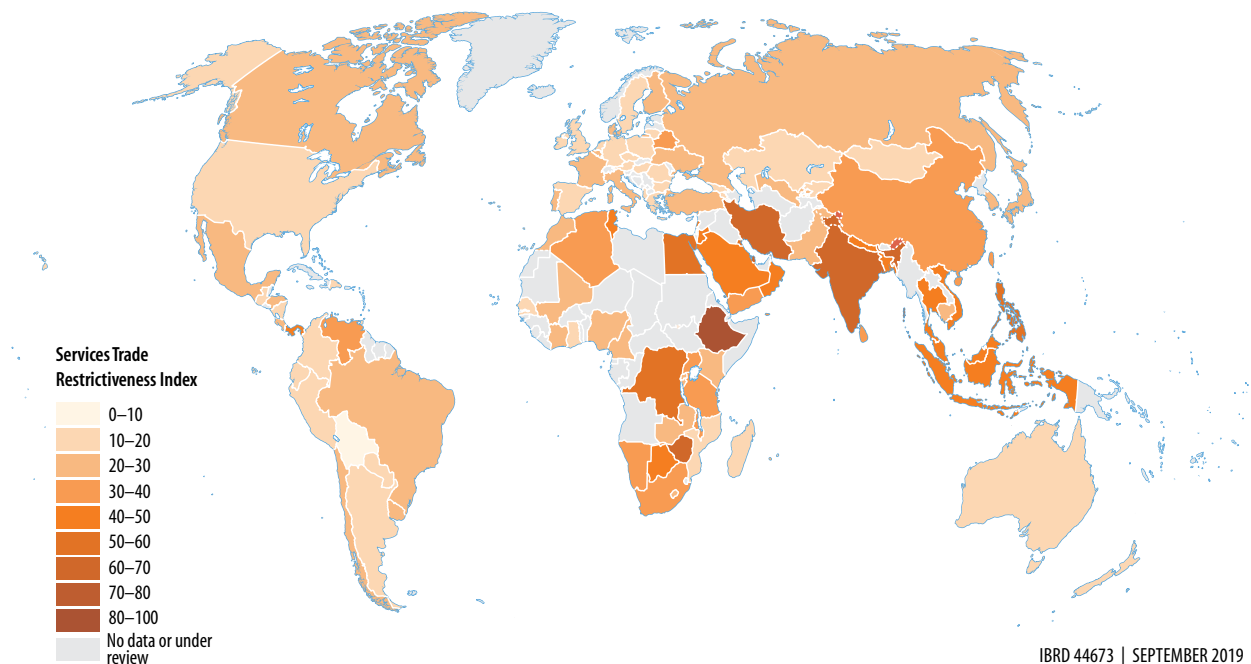 Services Trade
Restrictiveness Index
0–10
10–20
20–30
30–40
40–50
50–60
60–70
70–80
80–100
No data or under
review
IBRD 44673 | SEPTEMBER 2019